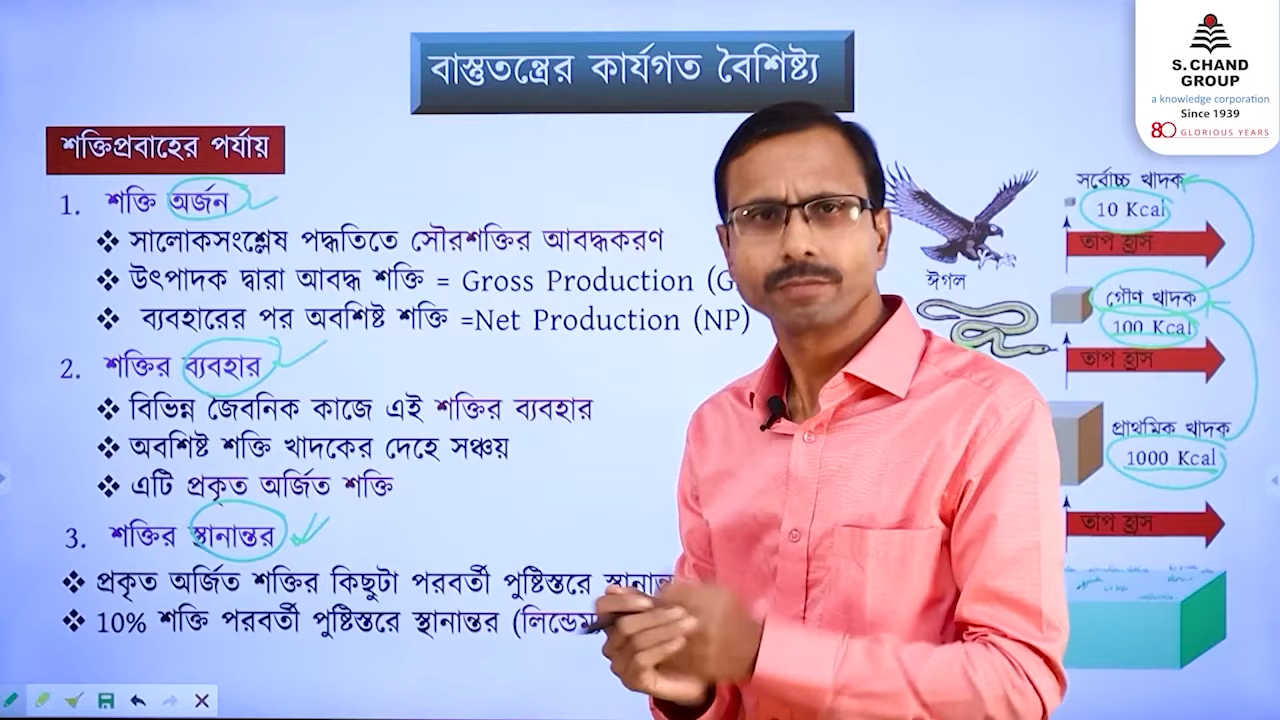 বাস্তুতন্ত্রের কার্যগত বৈশিষ্ট্য
S. CHAND
GROUP
a knowledge corporation
Since 1939
80 GLORIOUS YEARS
শক্তিপ্রবাহের পর্যায়
1. শক্তি অর্জন
❖ সালোকসংশ্লেষ পদ্ধতিতে সৌরশক্তির আবদ্ধকরণ
❖ উৎপাদক দ্বারা আবদ্ধ শক্তি = Gross Production
❖ ব্যবহারের পর অবশিষ্ট শক্তি =Net Production (NP)
2. শক্তির ব্যবহার
❖ বিভিন্ন জৈবনিক কাজে এই শক্তির ব্যবহার
❖ অবশিষ্ট শক্তি খাদকের দেহে সঞ্চয়
❖ এটি প্রকৃত অর্জিত শক্তি
3. শক্তির স্থানান্তর
❖ প্রকৃত অর্জিত শক্তির কিছুটা পরবর্তী পুষ্টিস্তরে
❖ 10% শক্তি পরবর্তী পুষ্টিস্তরে স্থানান্তর
সর্বোচ্চ খাদক
10 Kcal
তাপ হ্রাস
ঈগল
গৌণ খাদক
100 Kcal
তাপ হ্রাস
প্রাথমিক খাদক
1000 Kcal
তাপ হ্রাস